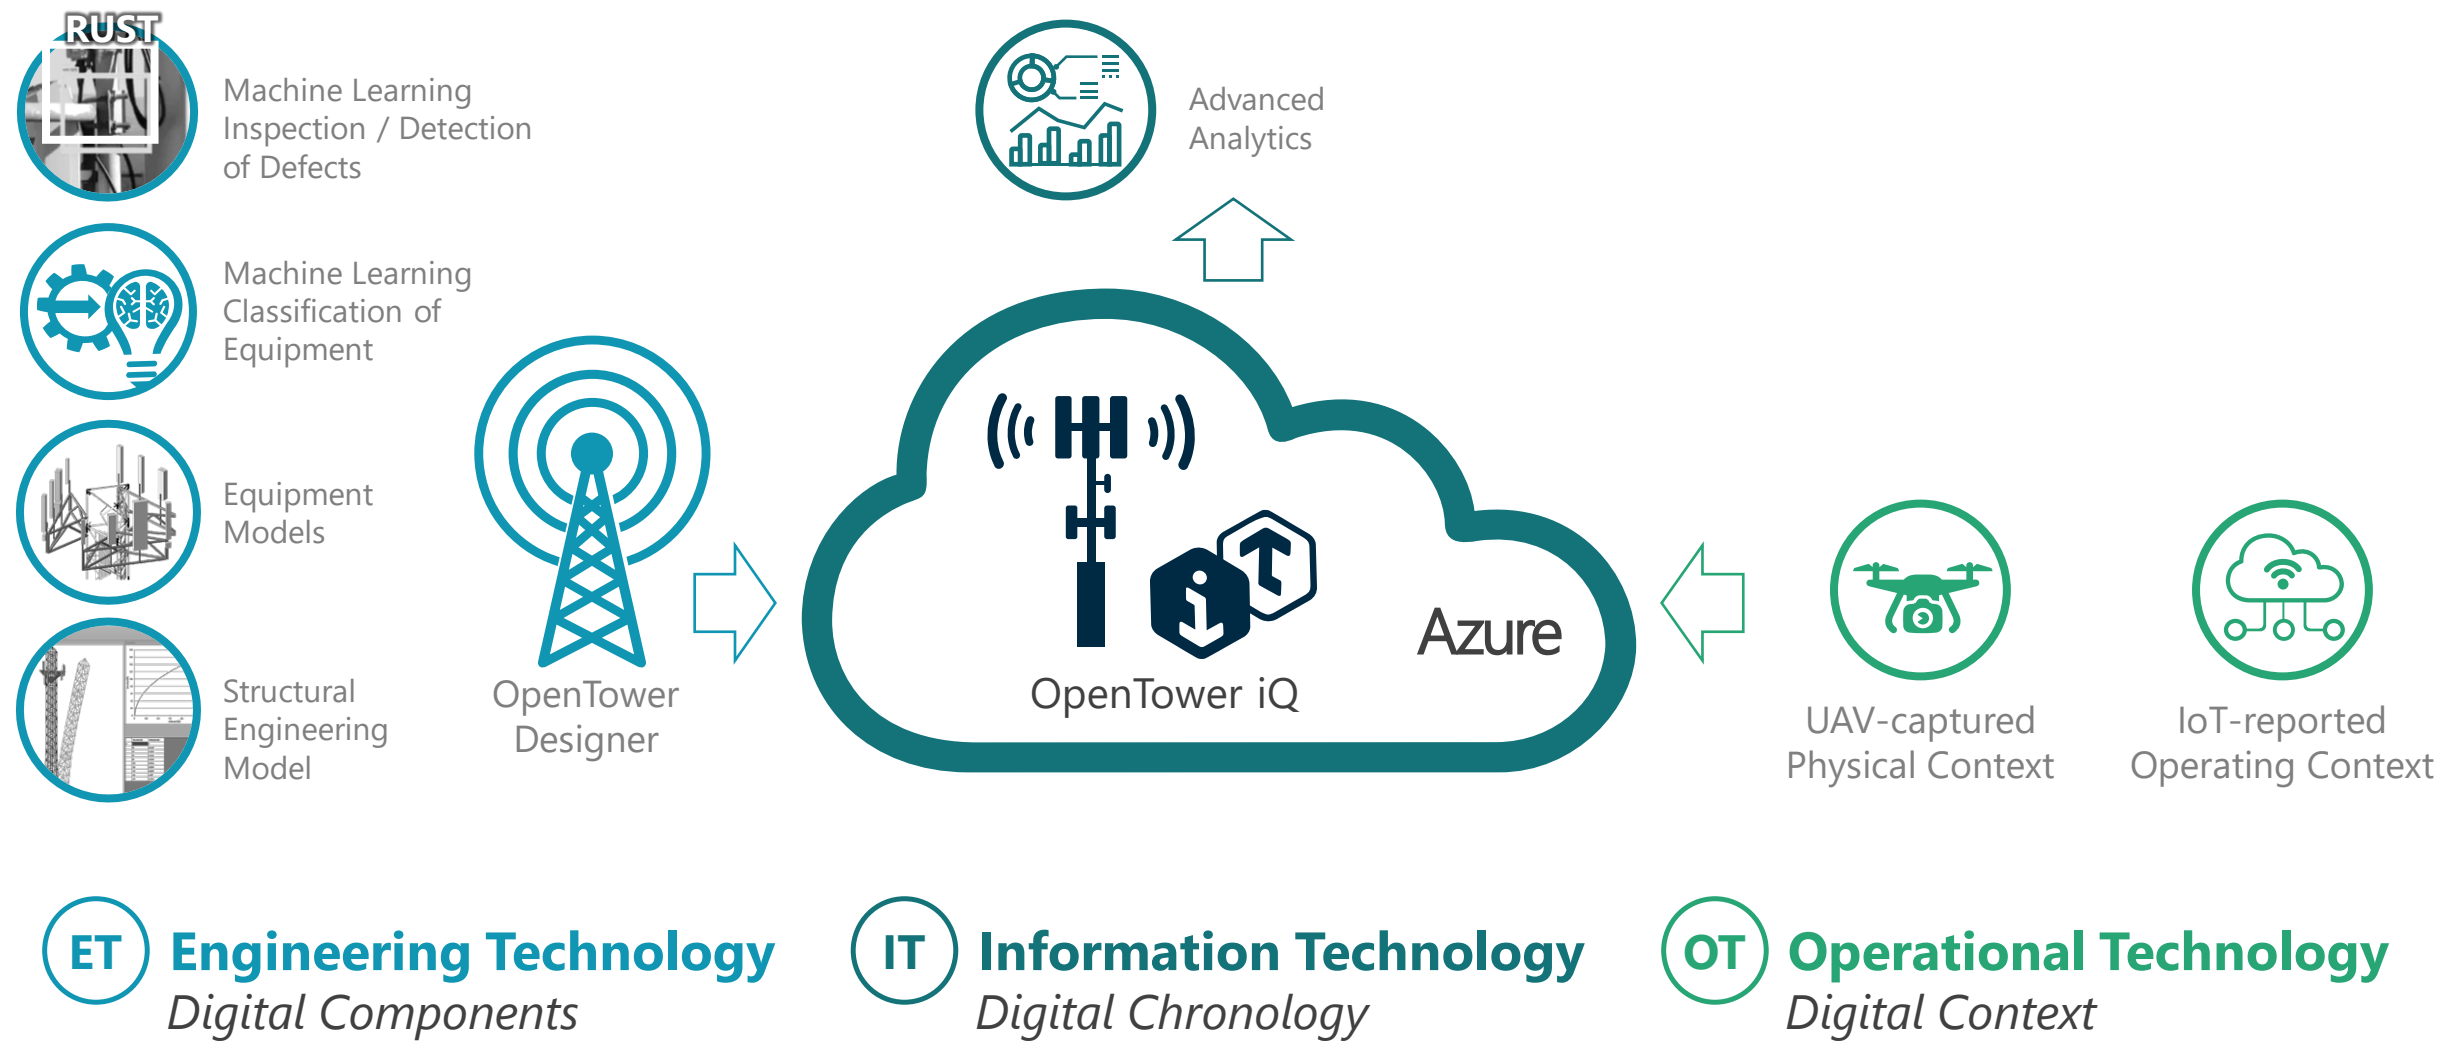 RUST
Machine Learning
Inspection / Detection
of Defects
Machine Learning
Classification of
Equipment
Equipment
Models
Structural
Engineering
Model
OpenTower
Designer
Advanced
Analytics
OpenTower iQ
Azure
UAV-captured
Physical Context
IoT-reported
Operating Context
ET Engineering Technology
Digital Components
IT Information Technology
Digital Chronology
OT Operational Technology
Digital Context